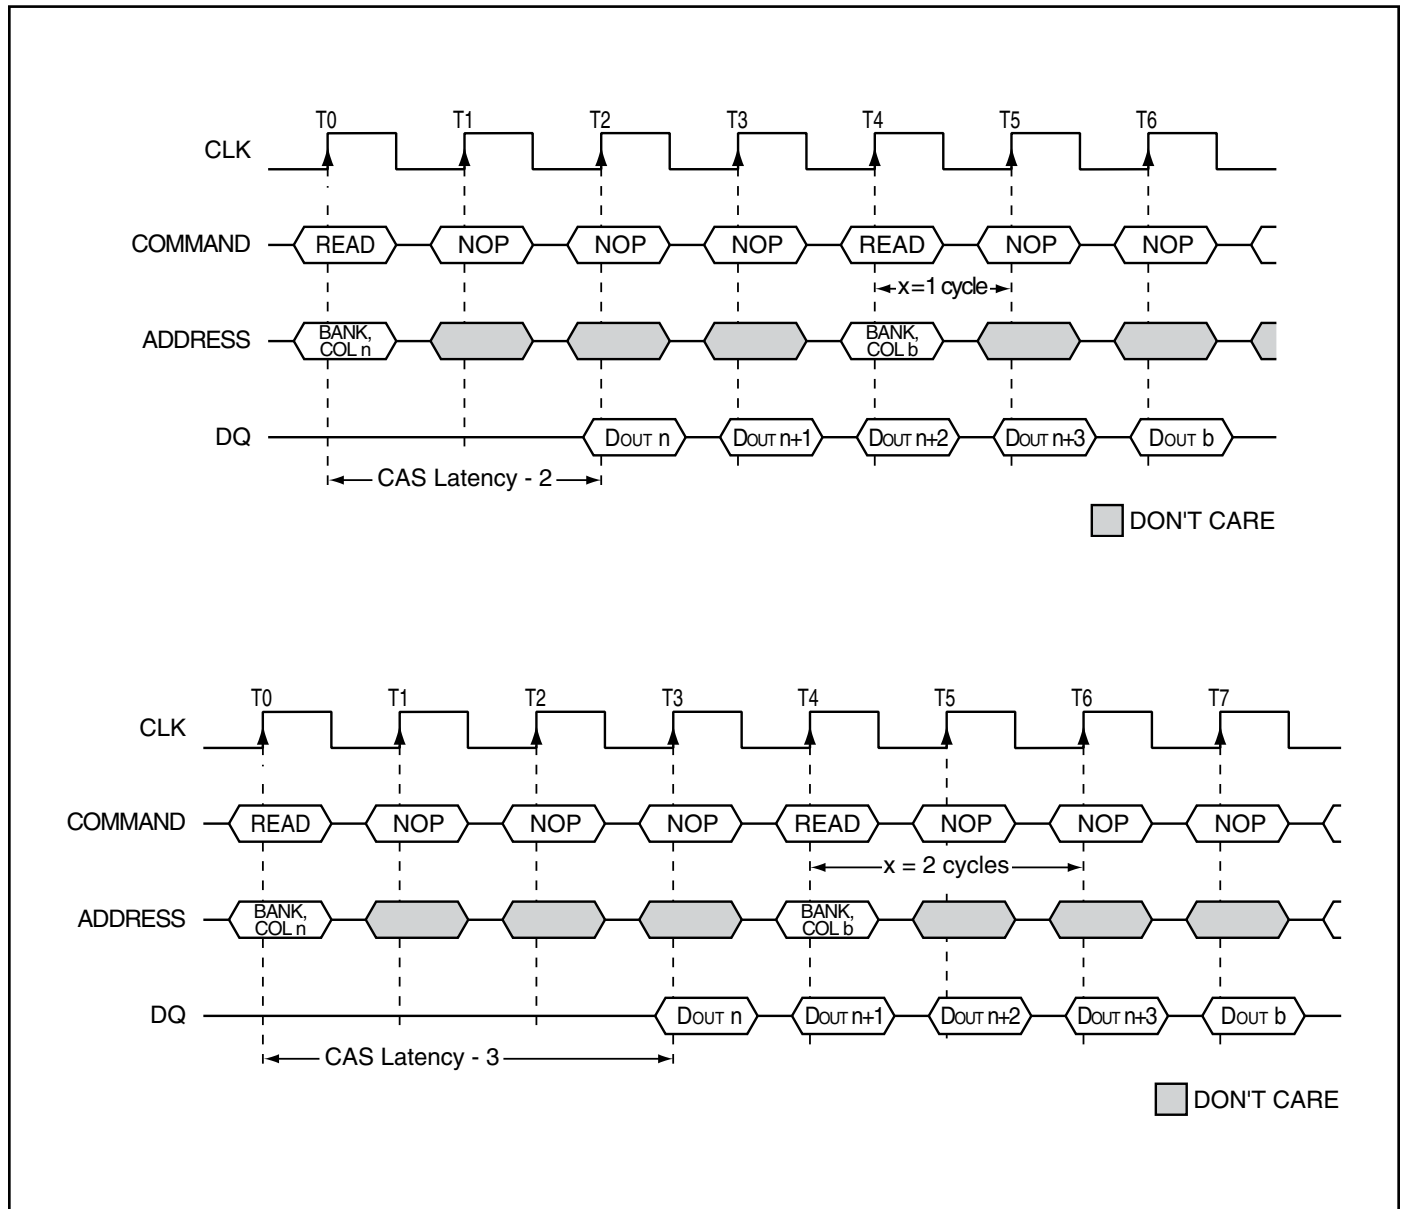 T0 T1 T2 T3 T4 T5 T6
CLK
COMMAND READ NOP NOP NOP READ NOP NOP
x=1 cycle
ADDRESS BANK, COL n BANK, COL b
DQ DOUT n DOUT n+1 DOUT n+2 DOUT n+3 DOUT b
CAS Latency - 2
DON'T CARE
T0 T1 T2 T3 T4 T5 T6 T7
CLK
COMMAND READ NOP NOP NOP READ NOP NOP NOP
x = 2 cycles
ADDRESS BANK, COL n BANK, COL b
DQ DOUT n DOUT n+1 DOUT n+2 DOUT n+3 DOUT b
CAS Latency - 3
DON'T CARE